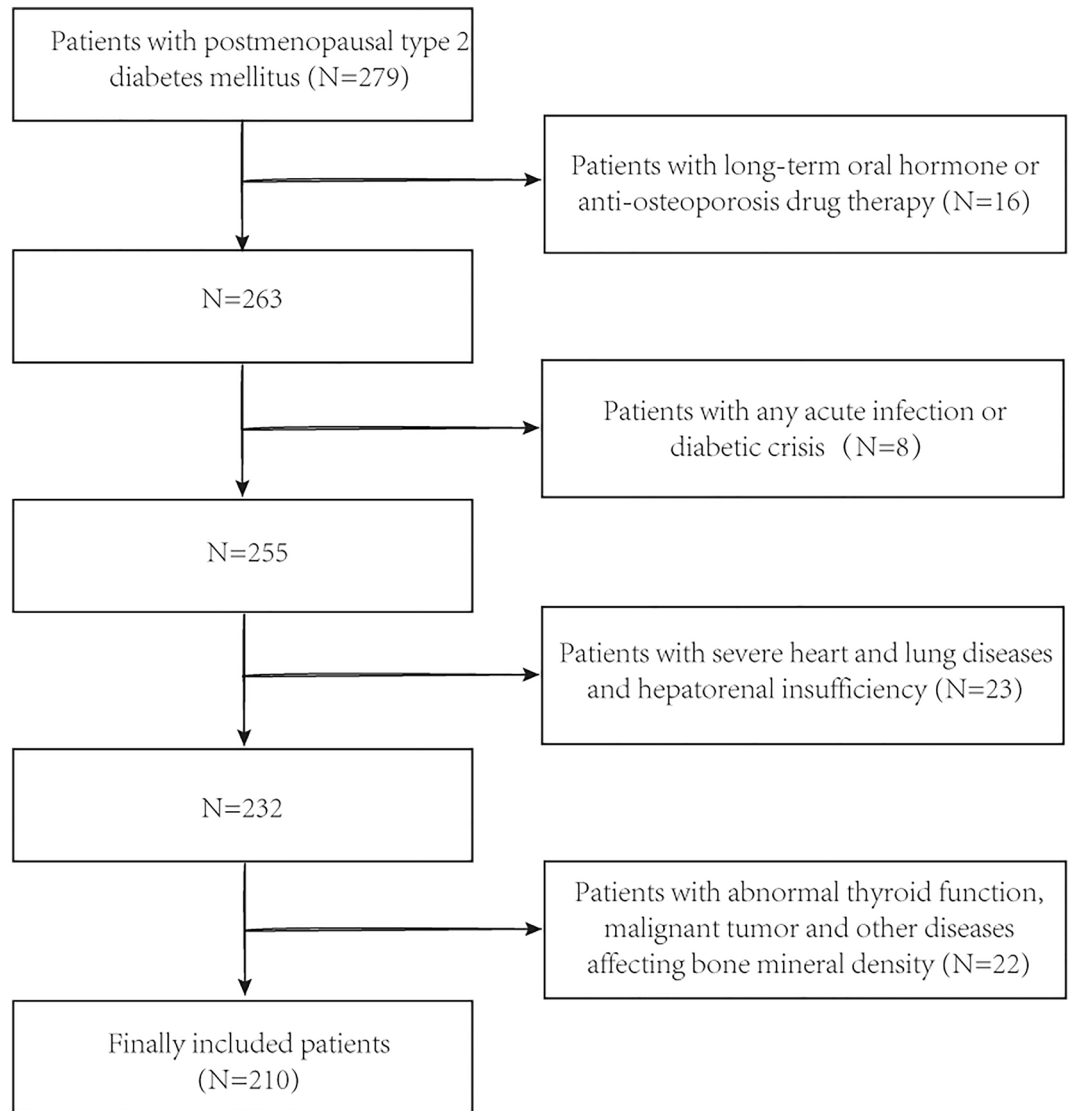 Patients with postmenopausal type 2
diabetes mellitus (N=279)
Patients with long-term oral hormone or
anti-osteoporosis drug therapy (N=16)
N=263
Patients with any acute infection or
diabetic crisis（N=8）
N=255
Patients with severe heart and lung diseases
and hepatorenal insufficiency (N=23)
N=232
Patients with abnormal thyroid function,
malignant tumor and other diseases
affecting bone mineral density (N=22)
Finally included patients
(N=210)